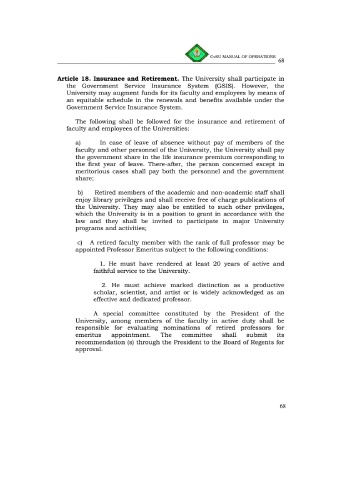 CvSU MANUAL OF OPERATIONS
68
Article 18. Insurance and Retirement. The University shall participate in
the Government Service Insurance System (GSIS). However, the
University may augment funds for its faculty and employees by means of
an equitable schedule in the renewals and benefits available under the
Government Service Insurance System.
The following shall be followed for the insurance and retirement of
faculty and employees of the Universities:
a) In case of leave of absence without pay of members of the
faculty and other personnel of the University, the University shall pay
the government share in the life insurance premium corresponding to
the first year of leave. There-after, the person concerned except in
meritorious cases shall pay both the personnel and the government
share;
b) Retired members of the academic and non-academic staff shall
enjoy library privileges and shall receive free of charge publications of
the University. They may also be entitled to such other privileges,
which the University is in a position to grant in accordance with the
law and they shall be invited to participate in major University
programs and activities;
c) A retired faculty member with the rank of full professor may be
appointed Professor Emeritus subject to the following conditions:
1. He must have rendered at least 20 years of active and
faithful service to the University.
2. He must achieve marked distinction as a productive
scholar, scientist, and artist or is widely acknowledged as an
effective and dedicated professor.
A special committee constituted by the President of the
University, among members of the faculty in active duty shall be
responsible for evaluating nominations of retired professors for
emeritus appointment. The committee shall submit its
recommendation (s) through the President to the Board of Regents for
approval.
68